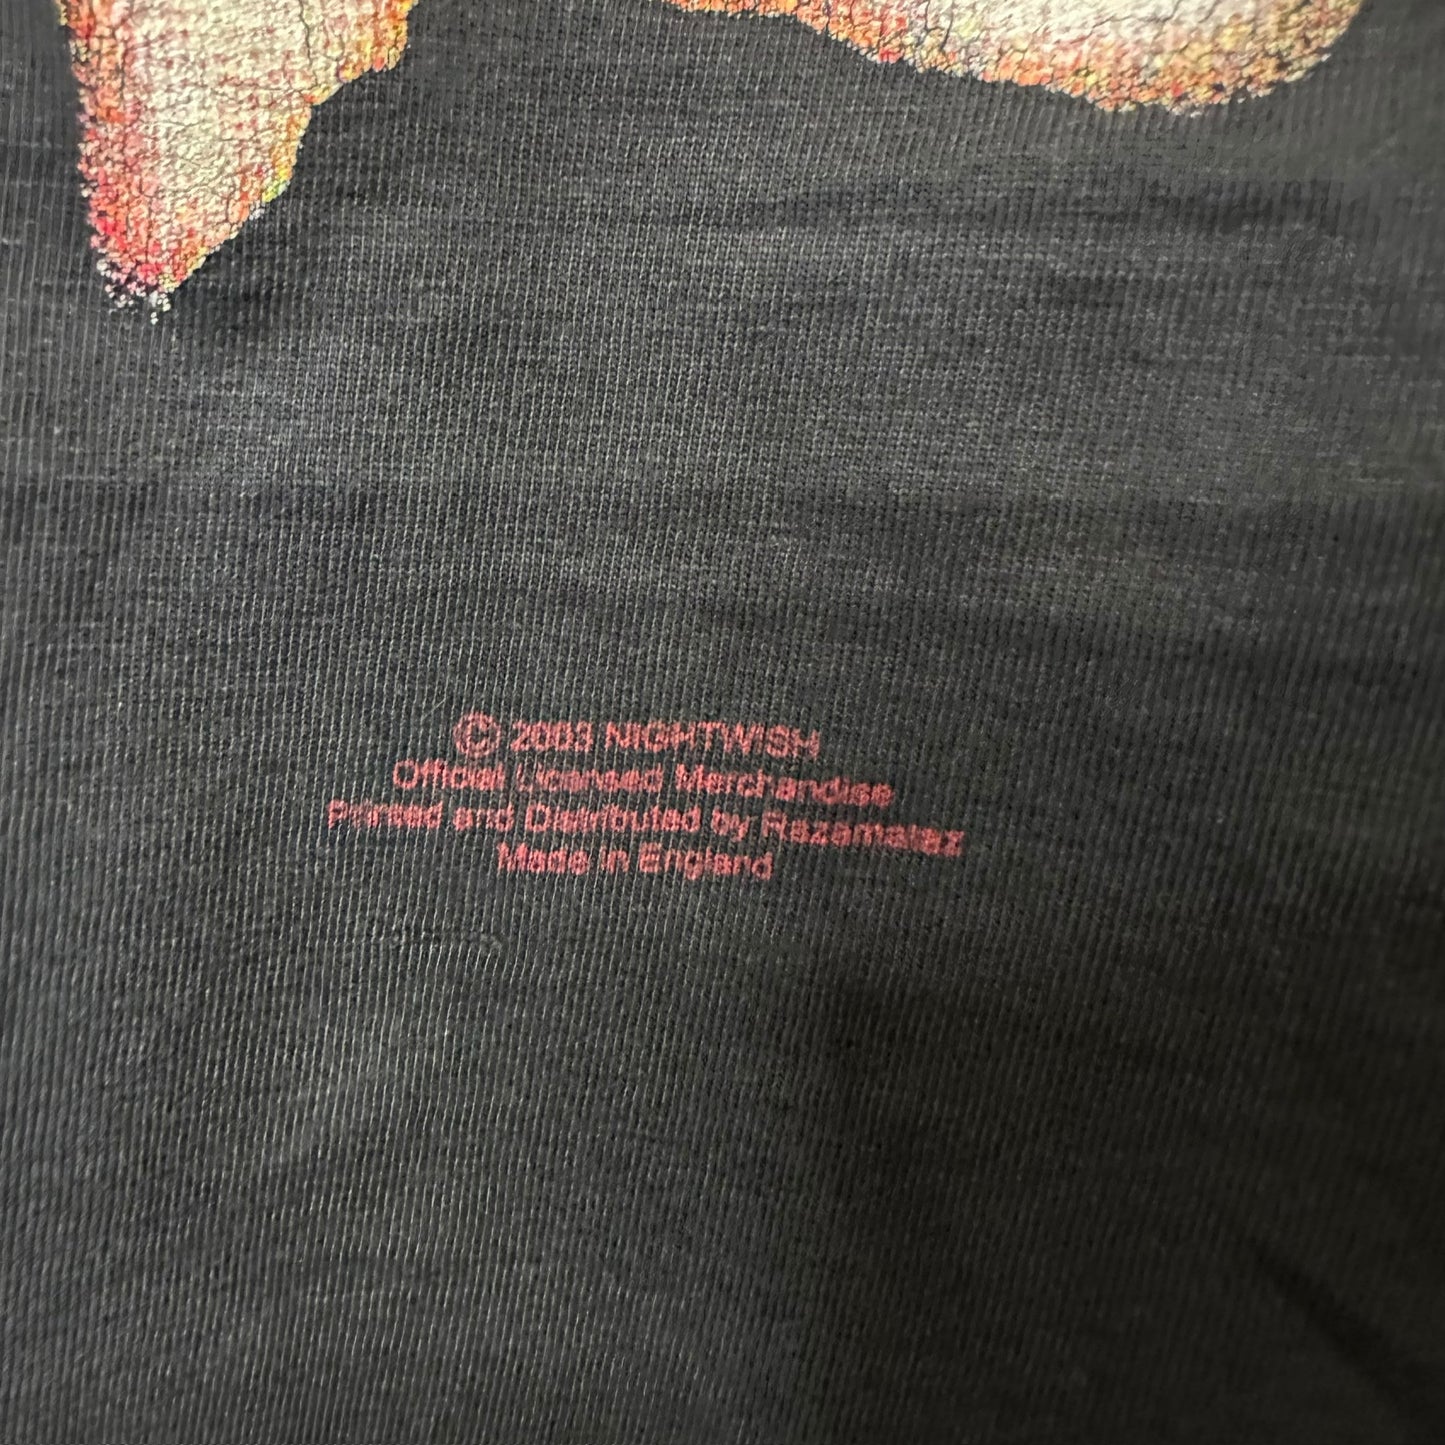 © 2003 NIGHTWISH
Official Licensed Merchandise
Printed and Distributed by Razamataz
Made in England